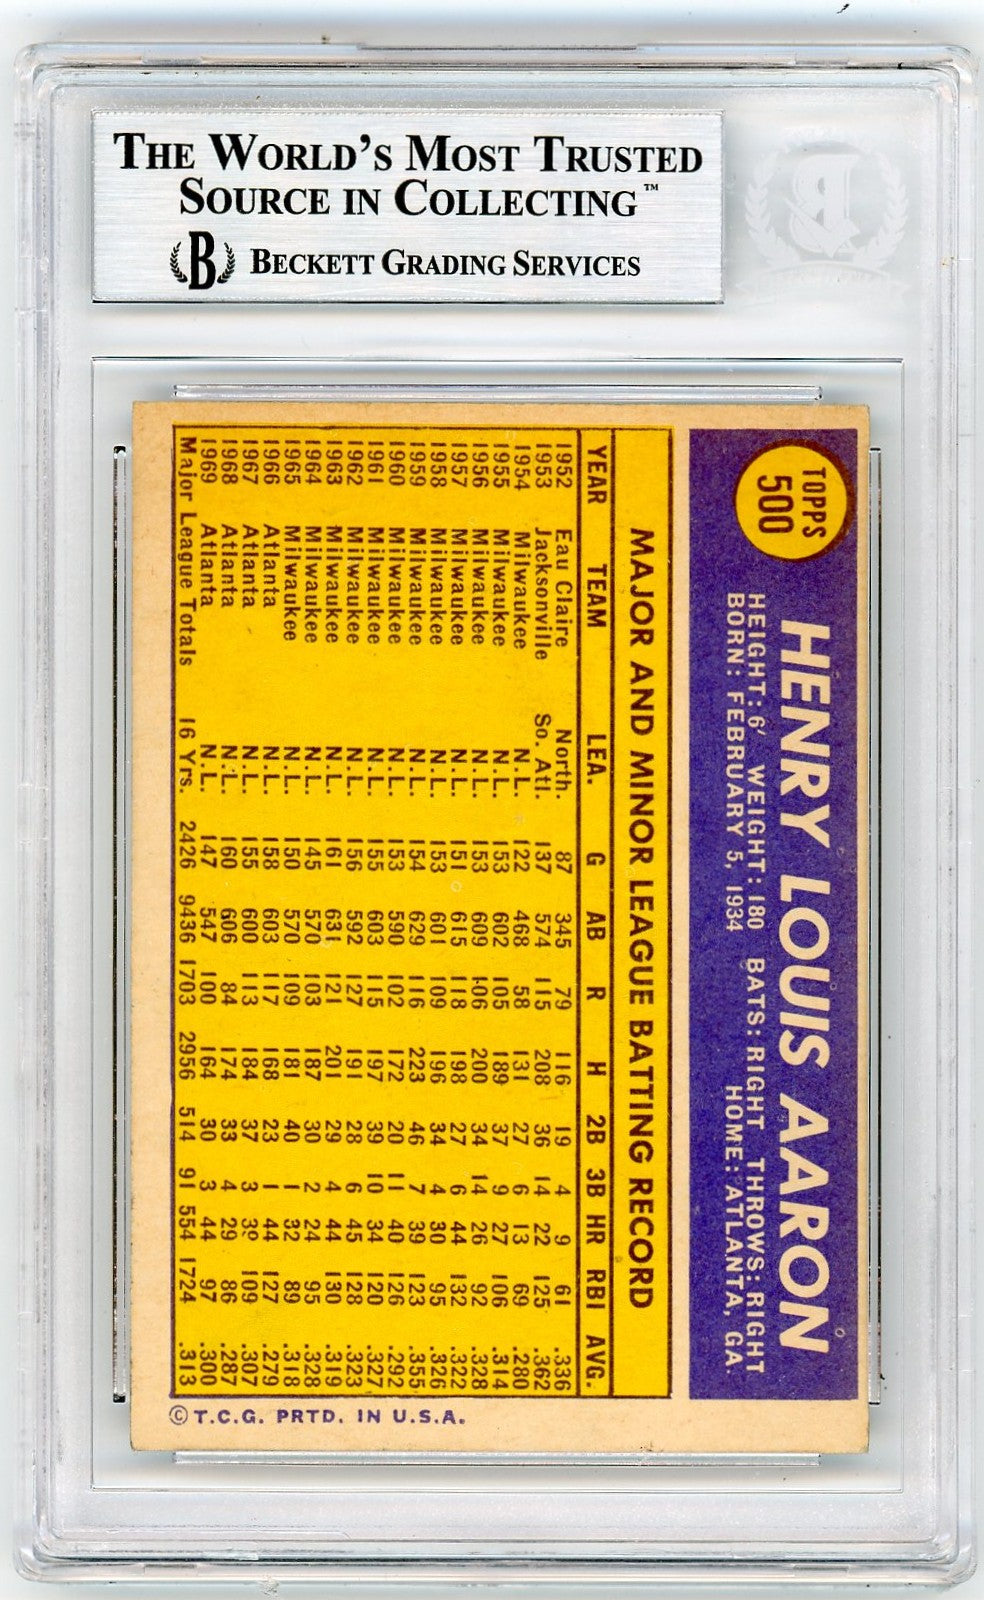 THE WORLD'S MOST TRUSTED
SOURCE IN COLLECTING™
B BECKETT GRADING SERVICES
B
TOPPS
500
HENRY LOUIS AARON
HEIGHT: 6' WEIGHT: 180 BATS: RIGHT THROWS: RIGHT
BORN: FEBRUARY 5, 1934 HOME: ATLANTA, GA.
MAJOR AND MINOR LEAGUE BATTING RECORD
YEAR TEAM LEA. G AB R H 2B 3B HR RBI AVG.
1952 Eau Claire North. 87 345 79 116 19 4 9 61 .336
1953 Jacksonville So. Atl. 137 574 115 208 36 14 22 125 .362
1954 Milwaukee N.L. 122 468 58 131 27 6 13 69 .280
1955 Milwaukee N.L. 153 602 105 189 37 9 27 106 .314
1956 Milwaukee N.L. 153 609 106 200 34 14 26 92 .328
1957 Milwaukee N.L. 151 615 118 198 27 6 44 132 .322
1958 Milwaukee N.L. 153 601 109 196 34 4 30 95 .326
1959 Milwaukee N.L. 154 629 116 223 46 7 39 123 .355
1960 Milwaukee N.L. 153 590 102 172 20 11 40 126 .292
1961 Milwaukee N.L. 155 603 115 197 39 10 34 120 .327
1962 Milwaukee N.L. 156 592 127 191 28 6 45 128 .323
1963 Milwaukee N.L. 161 631 121 201 29 4 44 130 .319
1964 Milwaukee N.L. 145 570 103 187 30 2 24 95 .328
1965 Milwaukee N.L. 150 570 109 181 40 1 32 89 .318
1966 Atlanta N.L. 158 603 117 168 23 1 44 127 .279
1967 Atlanta N.L. 155 600 113 184 37 3 39 109 .307
1968 Atlanta N.L. 160 606 84 174 33 4 29 86 .287
1969 Atlanta N.L. 147 547 100 164 30 3 44 97 .300
Major League Totals 16 Yrs. 2426 9436 1703 2956 514 91 554 1724 .313
© T.C.G. PRTD. IN U.S.A.